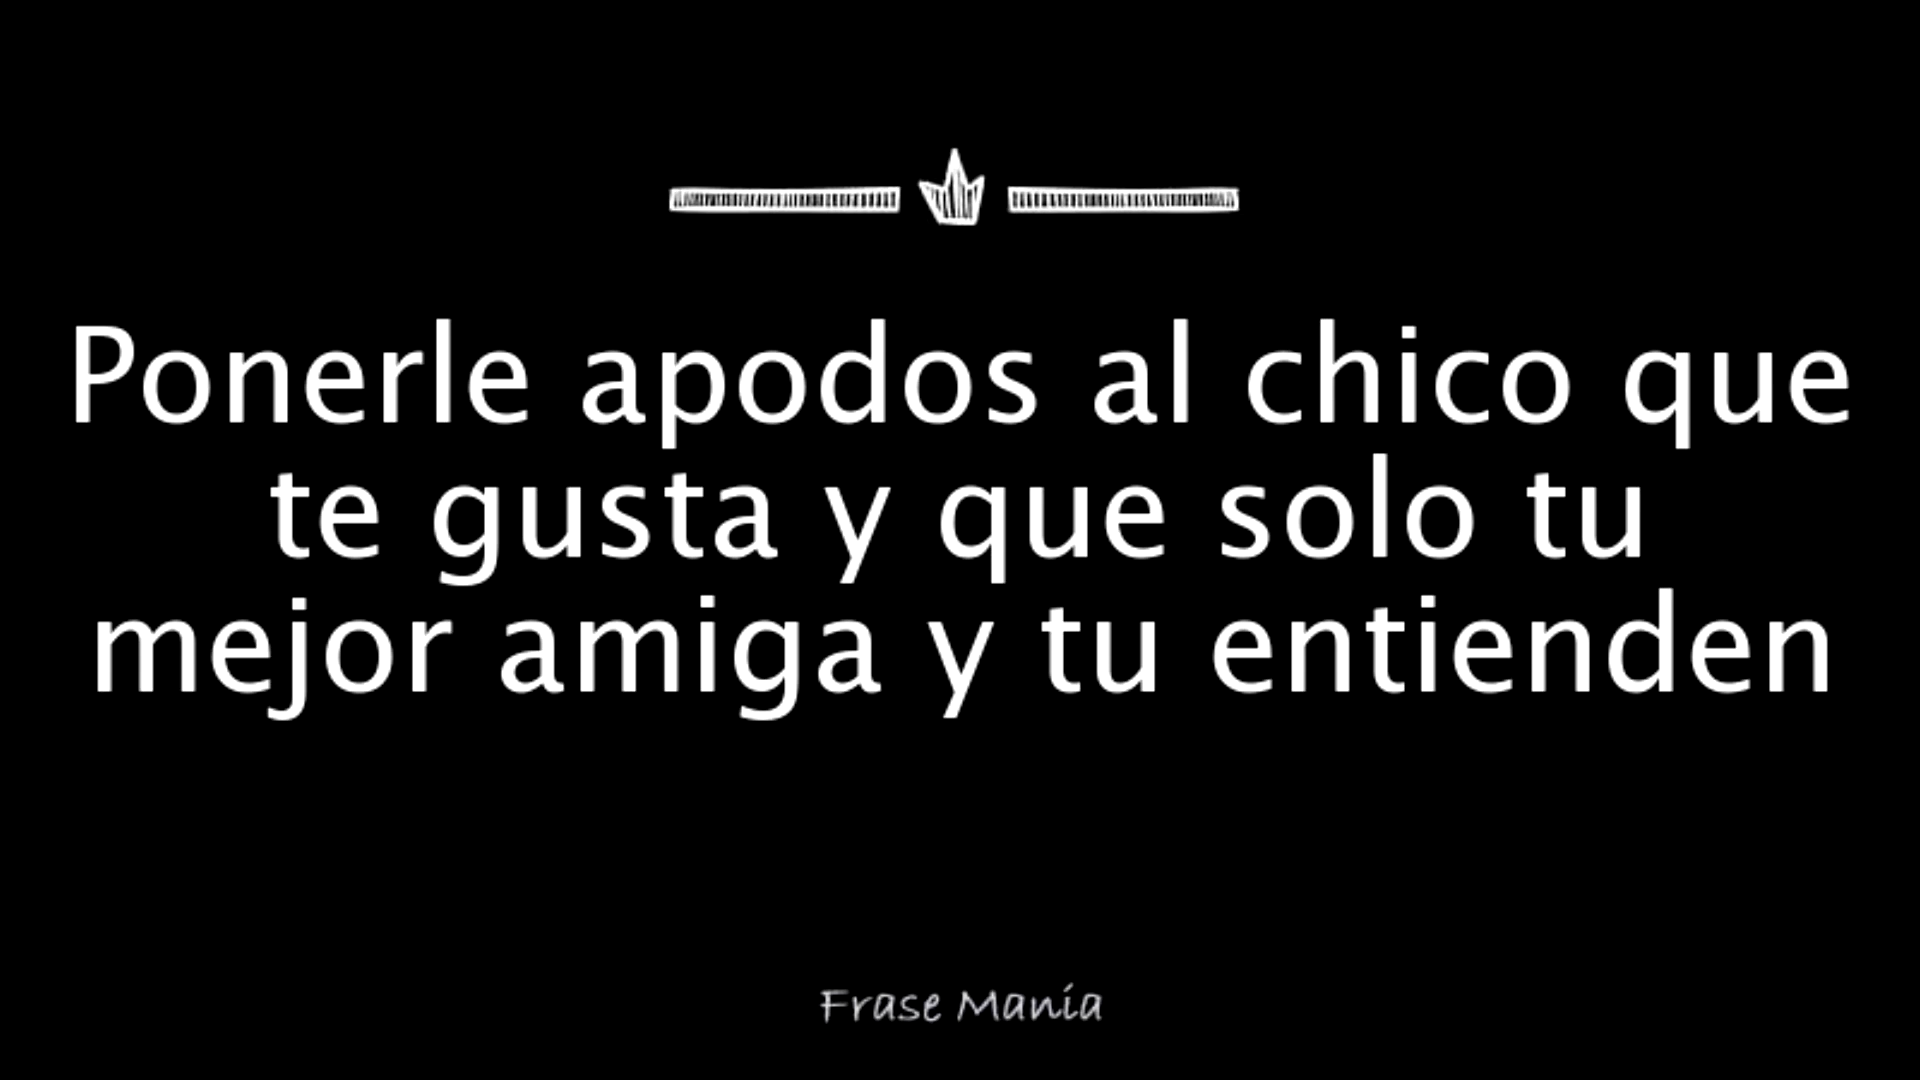 Ponerle apodos al chico que
te gusta y que solo tu
mejor amiga y tu entienden
Frase Mania